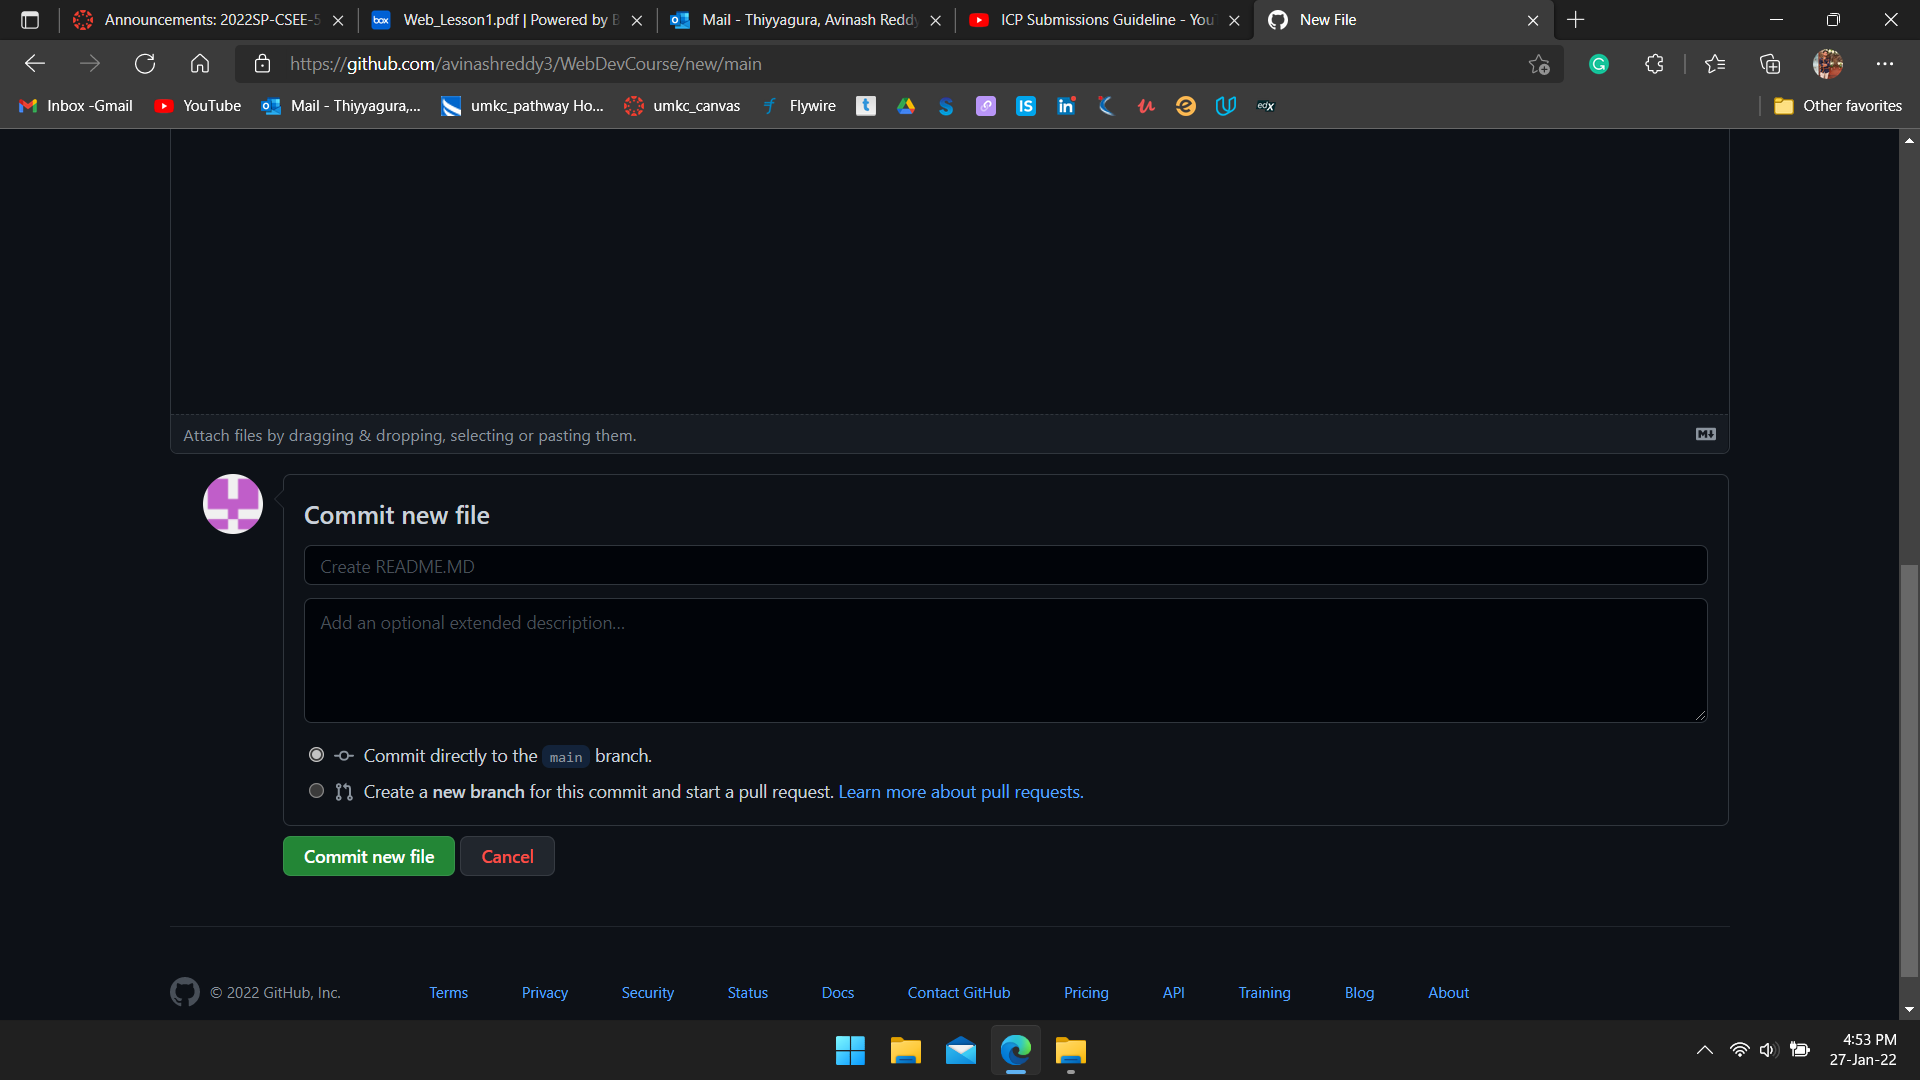 Announcements: 2022SP-CSEE-5
Web_Lesson1.pdf | Powered by B
Mail - Thiyyagura, Avinash Reddy
ICP Submissions Guideline - You
New File
https://github.com/avinashreddy3/WebDevCourse/new/main
Inbox -Gmail
YouTube
Mail - Thiyyagura,...
umkc_pathway Ho...
umkc_canvas
Flywire
Other favorites
Attach files by dragging & dropping, selecting or pasting them.
Commit new file
Create README.MD
Add an optional extended description...
Commit directly to the main branch.
Create a new branch for this commit and start a pull request. Learn more about pull requests.
Commit new file
Cancel
© 2022 GitHub, Inc.
Terms
Privacy
Security
Status
Docs
Contact GitHub
Pricing
API
Training
Blog
About
4:53 PM
27-Jan-22